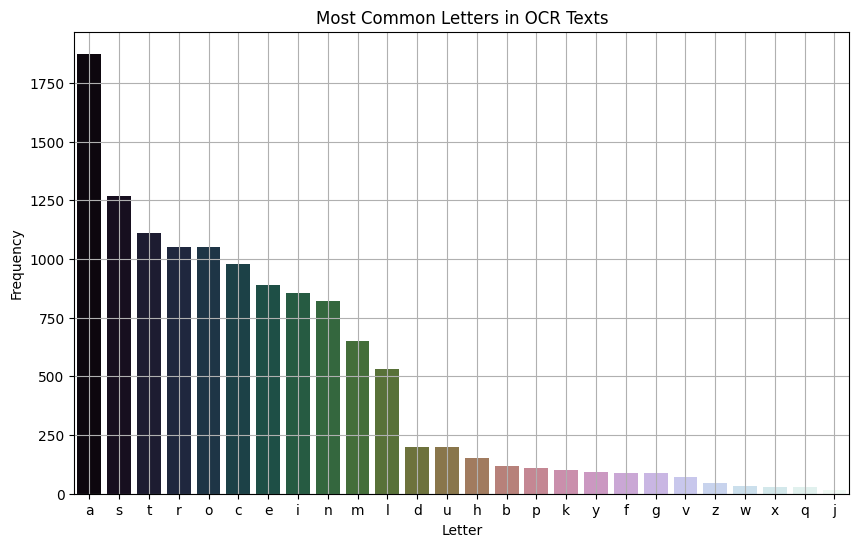 Most Common Letters in OCR Texts
Frequency
1750
1500
1250
1000
750
500
250
0
a s t r o c e i n m l d u h b p k y f g v z w x q j
Letter